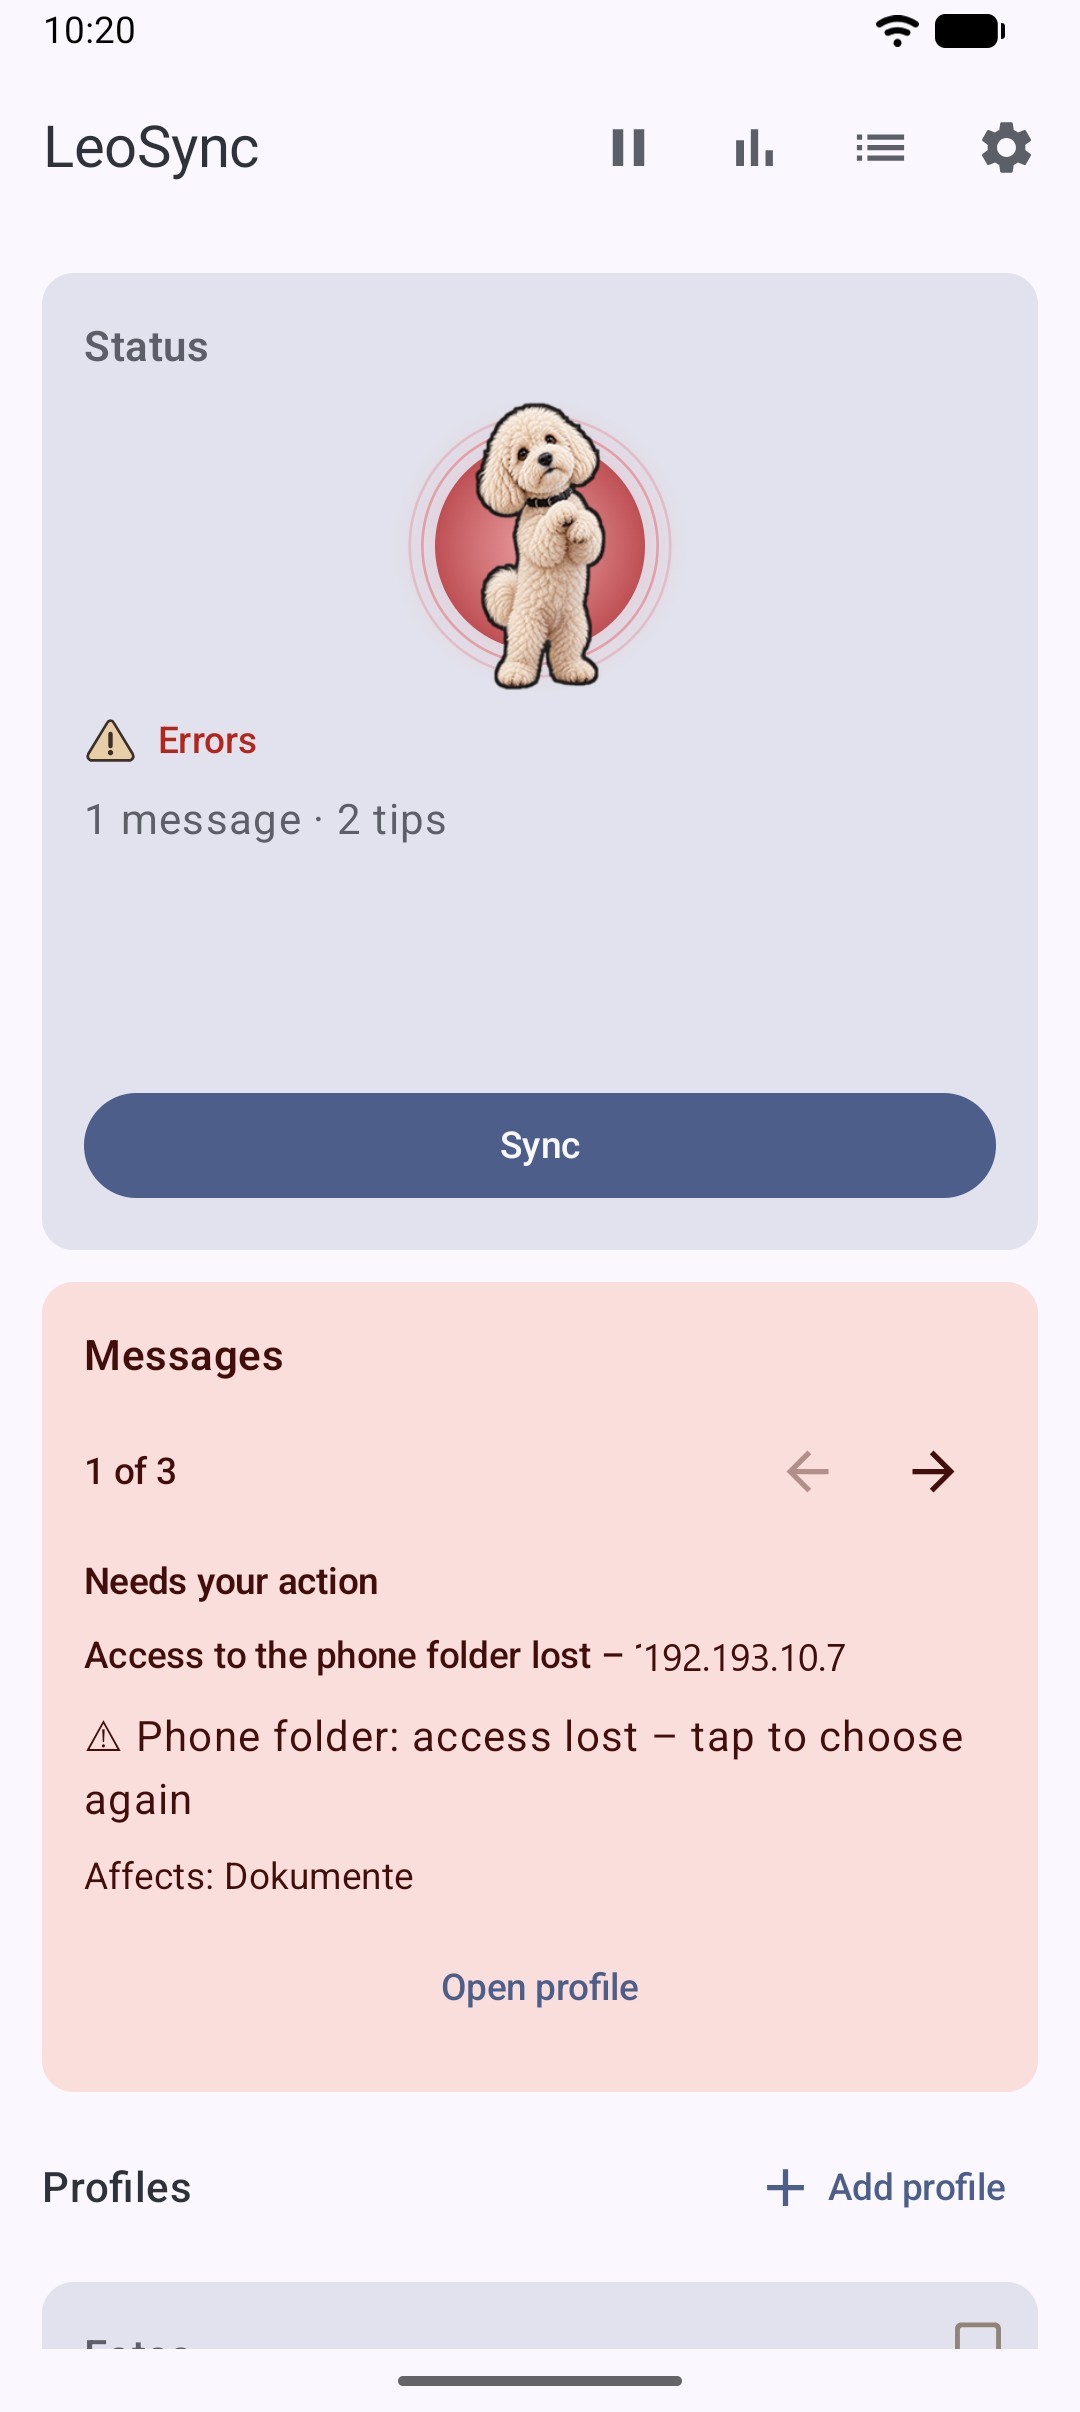 10:20
LeoSync
Status
Errors
1 message · 2 tips
Sync
Messages
1 of 3
Needs your action
Access to the phone folder lost – ´192.193.10.7
⚠ Phone folder: access lost – tap to choose
again
Affects: Dokumente
Open profile
Profiles
Add profile